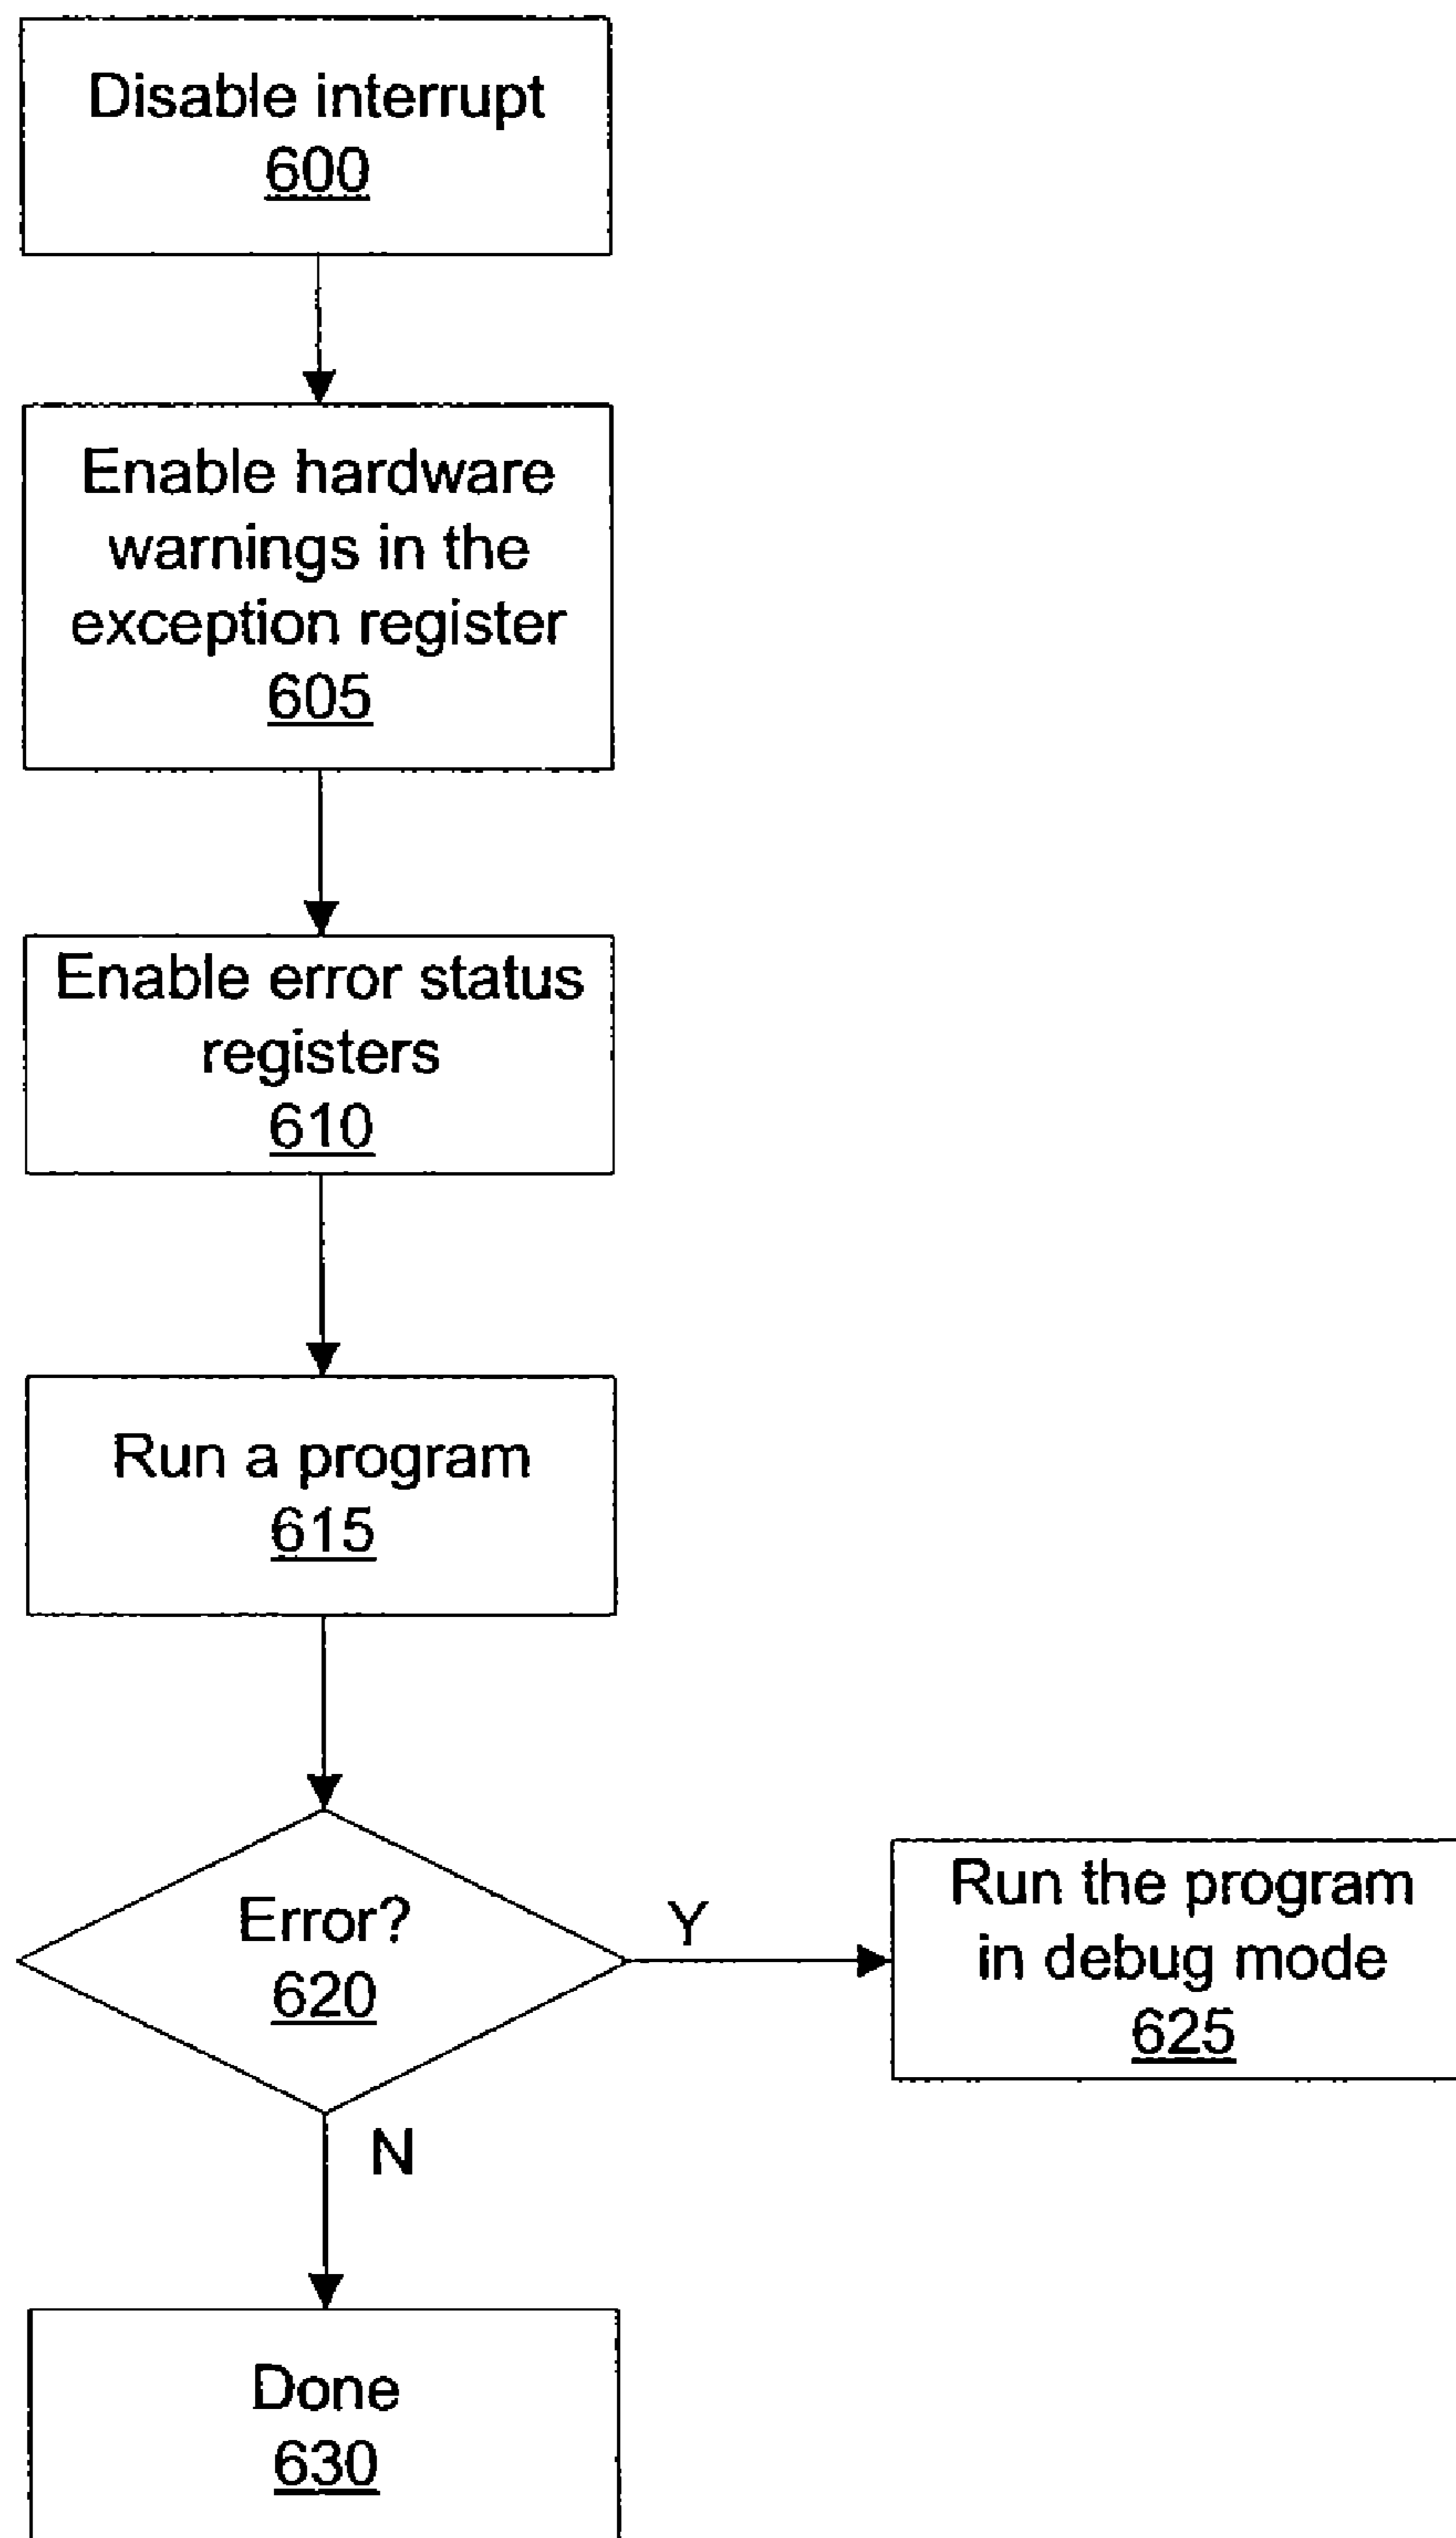 Disable interrupt
600
Enable hardware
warnings in the
exception register
605
Enable error status
registers
610
Run a program
615
Error?
620
Y
Run the program
in debug mode
625
N
Done
630